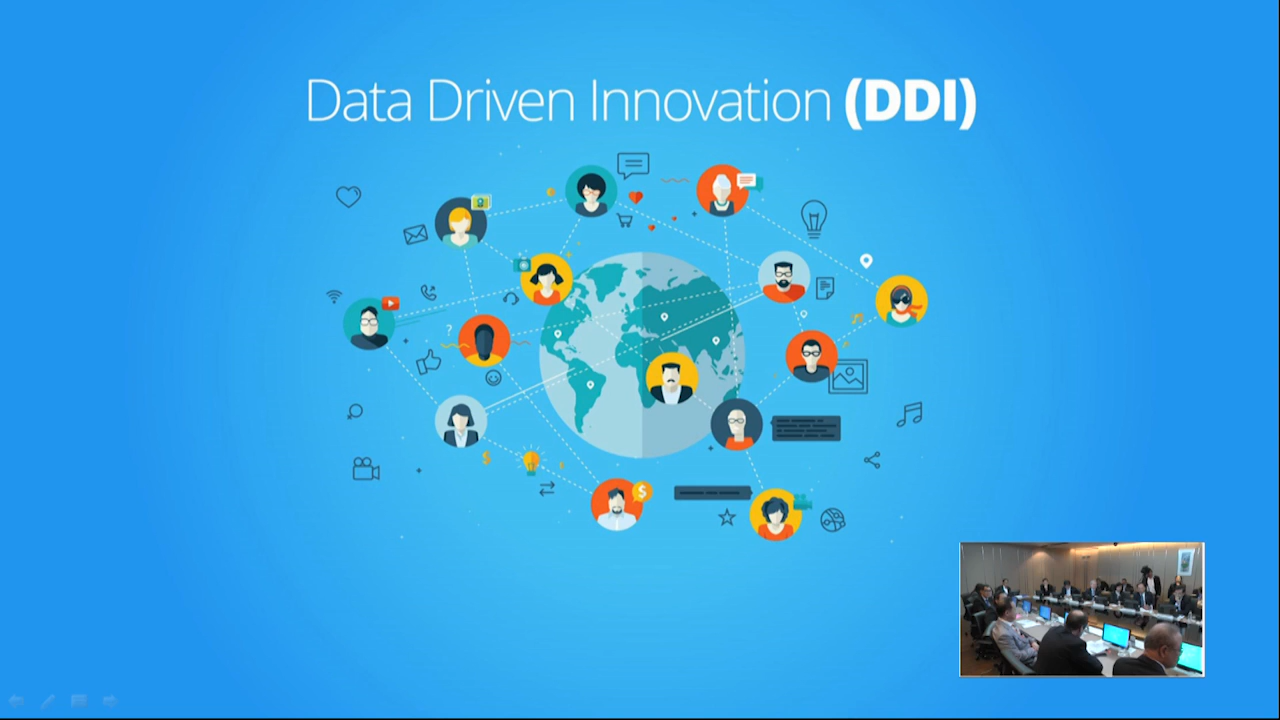 Data Driven Innovation (DDI)
?
$
$